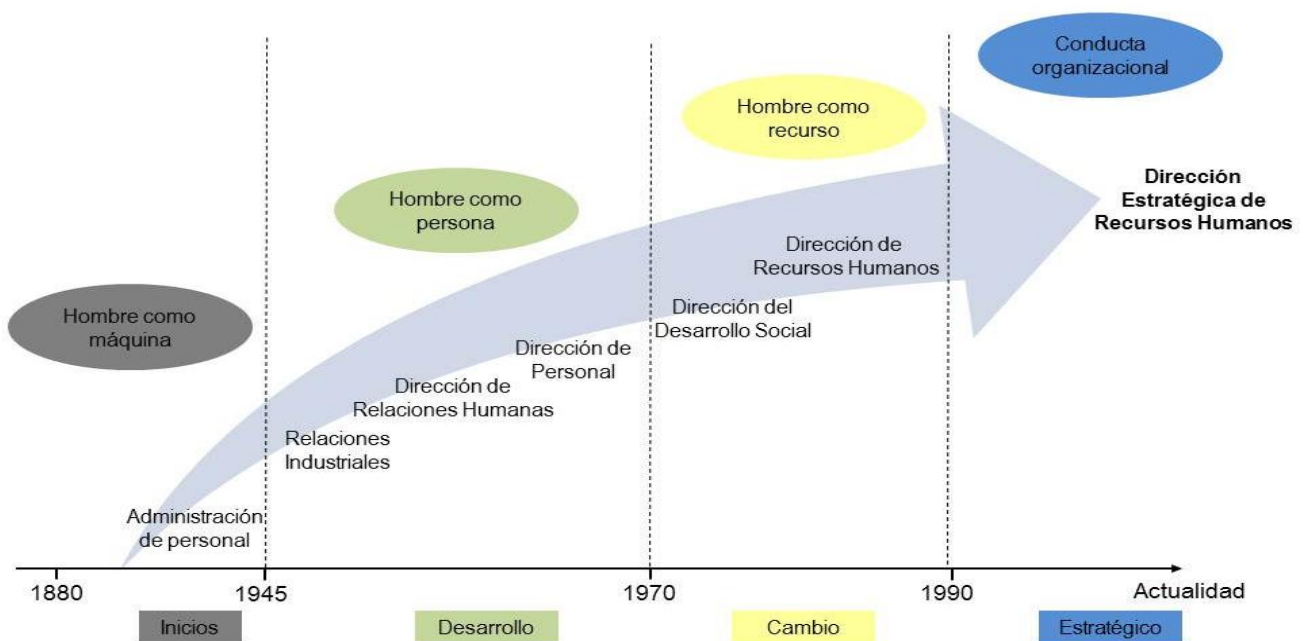 Conducta
organizacional
Hombre como
recurso
Hombre como
persona
Hombre como
máquina
Dirección
Estratégica de
Recursos Humanos
Dirección de
Recursos Humanos
Dirección del
Desarrollo Social
Dirección de
Personal
Dirección de
Relaciones Humanas
Relaciones
Industriales
Administración
de personal
1880
1945
1970
1990
Actualidad
Inicios
Desarrollo
Cambio
Estratégico